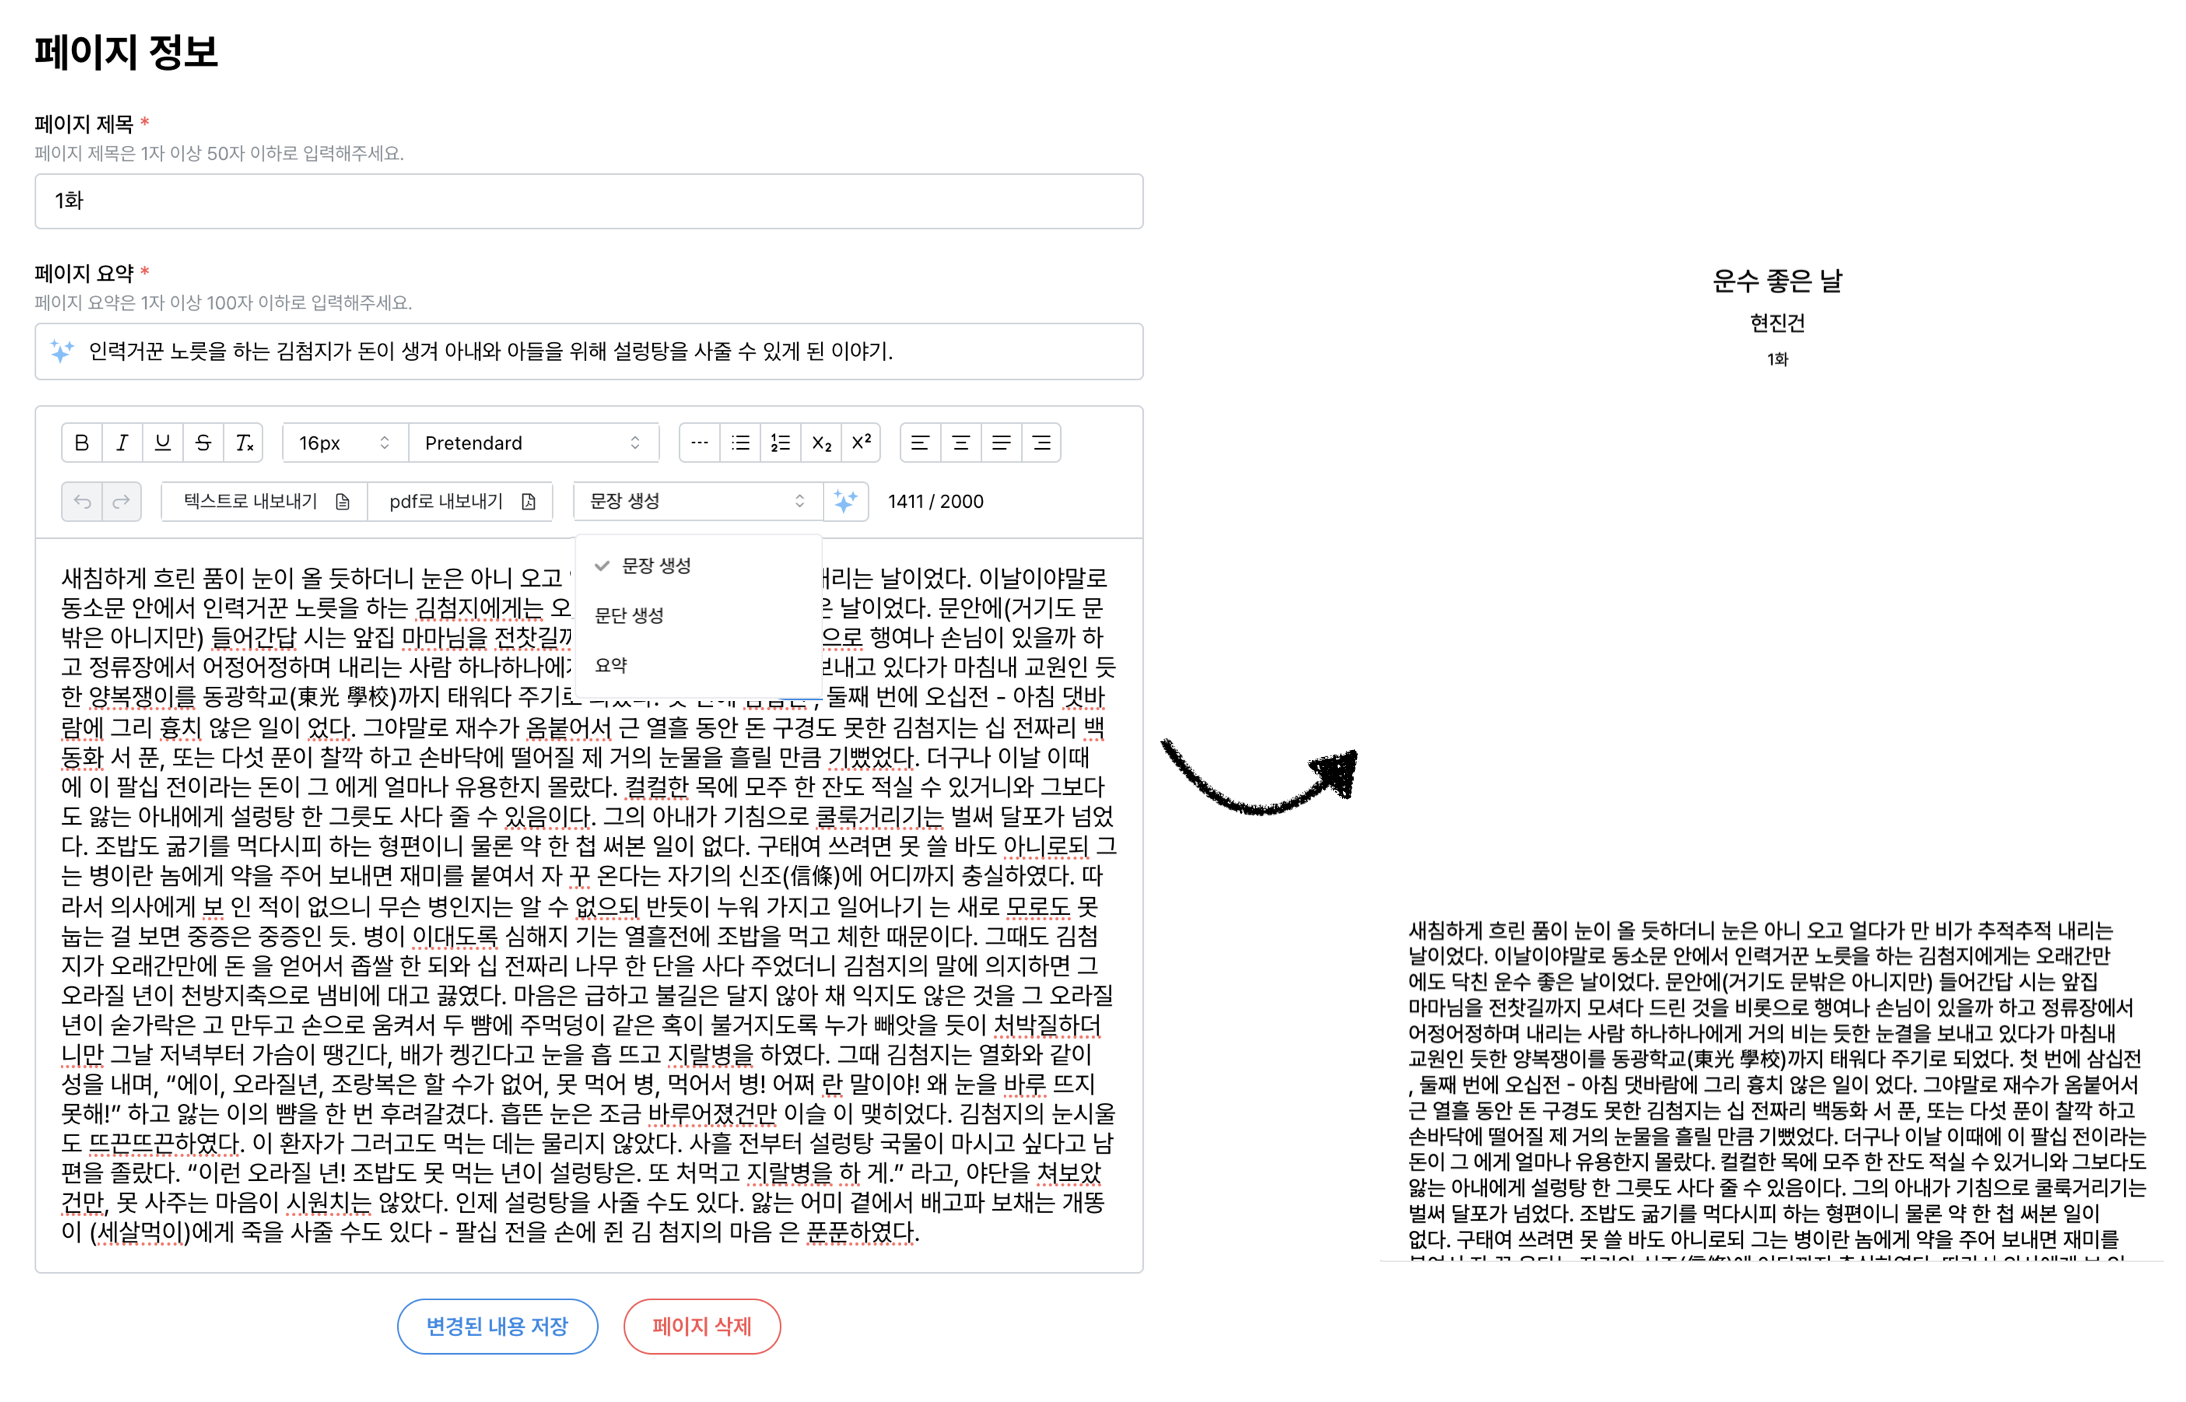 페이지 정보
페이지 제목 *
페이지 제목은 1자 이상 50자 이하로 입력해주세요.
1화
페이지 요약 *
페이지 요약은 1자 이상 100자 이하로 입력해주세요.
인력거꾼 노릇을 하는 김첨지가 돈이 생겨 아내와 아들을 위해 설렁탕을 사줄 수 있게 된 이야기.
B I U S Tx 16px Pretendard --- X₂ X²
텍스트로 내보내기 pdf로 내보내기 문장 생성 1411 / 2000
문장 생성
문단 생성
요약
새침하게 흐린 품이 눈이 올 듯하더니 눈은 아니 오고 내리는 날이었다. 이날이야말로
동소문 안에서 인력거꾼 노릇을 하는 김첨지에게는 오 은 날이었다. 문안에(거기도 문
밖은 아니지만) 들어간답 시는 앞집 마마님을 전찻길까 으로 행여나 손님이 있을까 하
고 정류장에서 어정어정하며 내리는 사람 하나하나에게 보내고 있다가 마침내 교원인 듯
한 양복쟁이를 동광학교(東光 學校)까지 태워다 주기로 되었다. 첫 번에 삼십전 , 둘째 번에 오십전 - 아침 댓바
람에 그리 흉치 않은 일이 었다. 그야말로 재수가 옴붙어서 근 열흘 동안 돈 구경도 못한 김첨지는 십 전짜리 백
동화 서 푼, 또는 다섯 푼이 찰깍 하고 손바닥에 떨어질 제 거의 눈물을 흘릴 만큼 기뻤었다. 더구나 이날 이때
에 이 팔십 전이라는 돈이 그 에게 얼마나 유용한지 몰랐다. 컬컬한 목에 모주 한 잔도 적실 수 있거니와 그보다
도 앓는 아내에게 설렁탕 한 그릇도 사다 줄 수 있음이다. 그의 아내가 기침으로 쿨룩거리기는 벌써 달포가 넘었
다. 조밥도 굶기를 먹다시피 하는 형편이니 물론 약 한 첩 써본 일이 없다. 구태여 쓰려면 못 쓸 바도 아니로되 그
는 병이란 놈에게 약을 주어 보내면 재미를 붙여서 자 꾸 온다는 자기의 신조(信條)에 어디까지 충실하였다. 따
라서 의사에게 보 인 적이 없으니 무슨 병인지는 알 수 없으되 반듯이 누워 가지고 일어나기 는 새로 모로도 못
눕는 걸 보면 중증은 중증인 듯. 병이 이대도록 심해지 기는 열흘전에 조밥을 먹고 체한 때문이다. 그때도 김첨
지가 오래간만에 돈 을 얻어서 좁쌀 한 되와 십 전짜리 나무 한 단을 사다 주었더니 김첨지의 말에 의지하면 그
오라질 년이 천방지축으로 냄비에 대고 끓였다. 마음은 급하고 불길은 달지 않아 채 익지도 않은 것을 그 오라질
년이 숟가락은 고 만두고 손으로 움켜서 두 뺨에 주먹덩이 같은 혹이 불거지도록 누가 빼앗을 듯이 처박질하더
니만 그날 저녁부터 가슴이 땡긴다, 배가 켕긴다고 눈을 흡 뜨고 지랄병을 하였다. 그때 김첨지는 열화와 같이
성을 내며, “에이, 오라질년, 조랑복은 할 수가 없어, 못 먹어 병, 먹어서 병! 어쩌 란 말이야! 왜 눈을 바루 뜨지
못해!” 하고 앓는 이의 뺨을 한 번 후려갈겼다. 흡뜬 눈은 조금 바루어졌건만 이슬 이 맺히었다. 김첨지의 눈시울
도 뜨끈뜨끈하였다. 이 환자가 그러고도 먹는 데는 물리지 않았다. 사흘 전부터 설렁탕 국물이 마시고 싶다고 남
편을 졸랐다. “이런 오라질 년! 조밥도 못 먹는 년이 설렁탕은. 또 처먹고 지랄병을 하 게.” 라고, 야단을 쳐보았
건만, 못 사주는 마음이 시원치는 않았다. 인제 설렁탕을 사줄 수도 있다. 앓는 어미 곁에서 배고파 보채는 개똥
이 (세살먹이)에게 죽을 사줄 수도 있다 - 팔십 전을 손에 쥔 김 첨지의 마음 은 푼푼하였다.
변경된 내용 저장 페이지 삭제
운수 좋은 날
현진건
1화
새침하게 흐린 품이 눈이 올 듯하더니 눈은 아니 오고 얼다가 만 비가 추적추적 내리는
날이었다. 이날이야말로 동소문 안에서 인력거꾼 노릇을 하는 김첨지에게는 오래간만
에도 닥친 운수 좋은 날이었다. 문안에(거기도 문밖은 아니지만) 들어간답 시는 앞집
마마님을 전찻길까지 모셔다 드린 것을 비롯으로 행여나 손님이 있을까 하고 정류장에서
어정어정하며 내리는 사람 하나하나에게 거의 비는 듯한 눈결을 보내고 있다가 마침내
교원인 듯한 양복쟁이를 동광학교(東光 學校)까지 태워다 주기로 되었다. 첫 번에 삼십전
, 둘째 번에 오십전 - 아침 댓바람에 그리 흉치 않은 일이 었다. 그야말로 재수가 옴붙어서
근 열흘 동안 돈 구경도 못한 김첨지는 십 전짜리 백동화 서 푼, 또는 다섯 푼이 찰깍 하고
손바닥에 떨어질 제 거의 눈물을 흘릴 만큼 기뻤었다. 더구나 이날 이때에 이 팔십 전이라는
돈이 그 에게 얼마나 유용한지 몰랐다. 컬컬한 목에 모주 한 잔도 적실 수 있거니와 그보다도
앓는 아내에게 설렁탕 한 그릇도 사다 줄 수 있음이다. 그의 아내가 기침으로 쿨룩거리기는
벌써 달포가 넘었다. 조밥도 굶기를 먹다시피 하는 형편이니 물론 약 한 첩 써본 일이
없다. 구태여 쓰려면 못 쓸 바도 아니로되 그는 병이란 놈에게 약을 주어 보내면 재미를